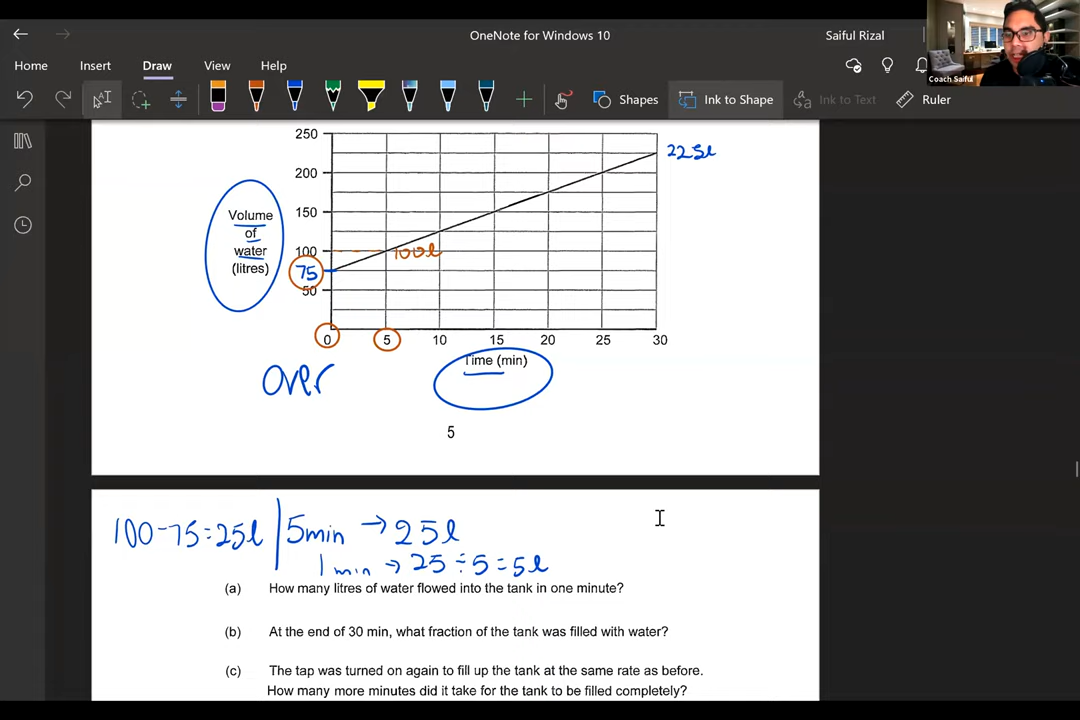 OneNote for Windows 10
Saiful Rizal
Home Insert Draw View Help
Shapes Ink to Shape Ink to Text Ruler
Coach Saiful
250
200
150
100
75
50
Volume
of
water
(litres)
225l
100l
0 5 10 15 20 25 30
Time (min)
over
5
100-75=25l 5min → 25l
1 min → 25 ÷ 5 = 5l
(a) How many litres of water flowed into the tank in one minute?
(b) At the end of 30 min, what fraction of the tank was filled with water?
(c) The tap was turned on again to fill up the tank at the same rate as before.
How many more minutes did it take for the tank to be filled completely?